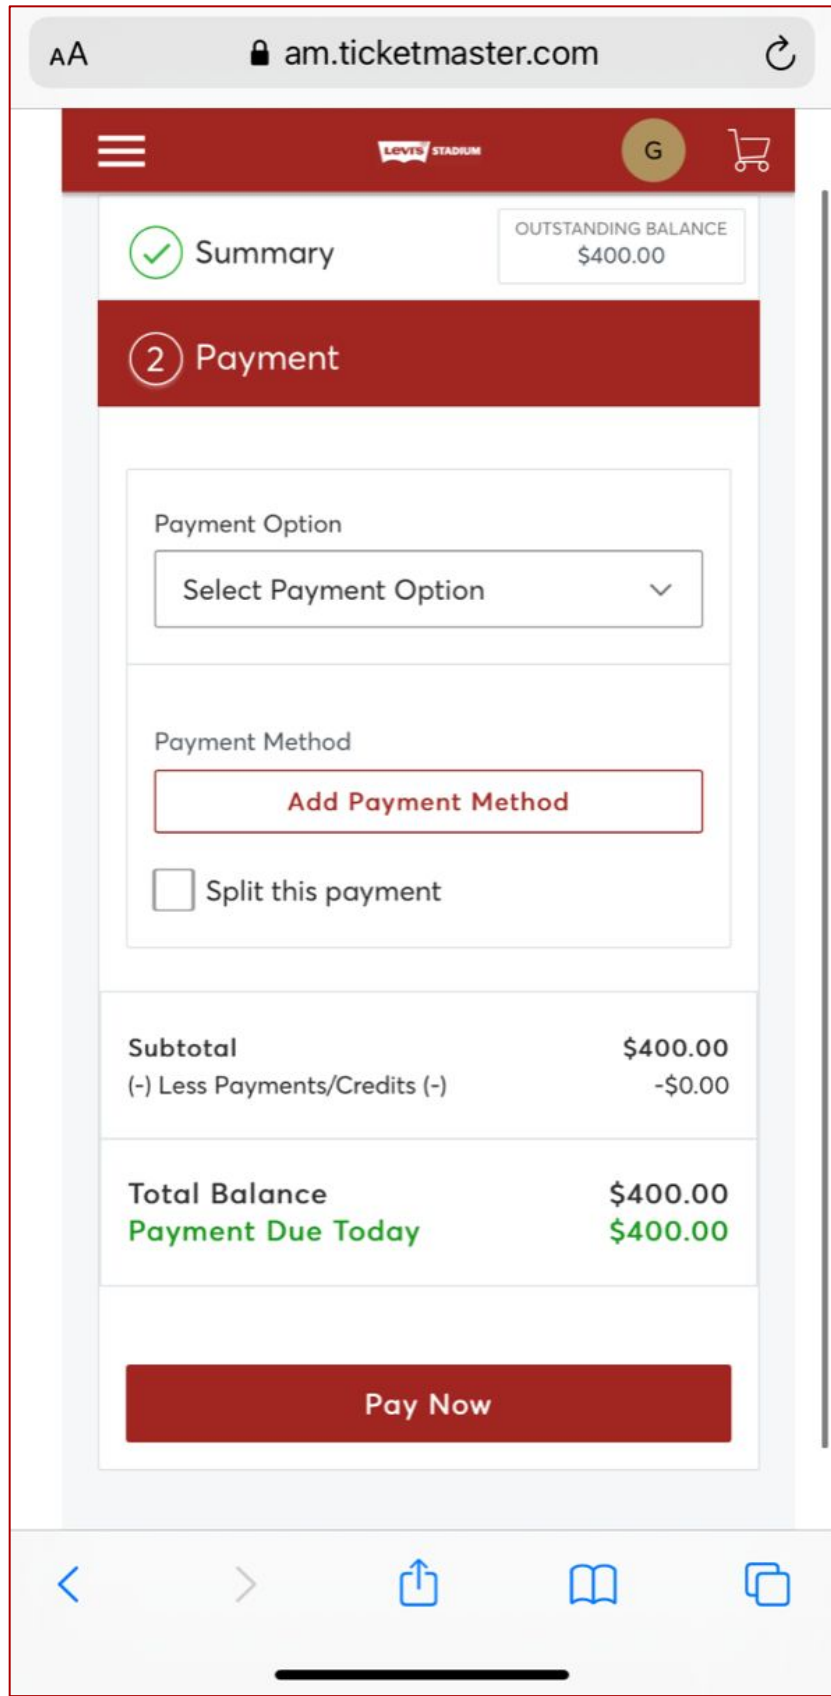 AA am.ticketmaster.com
LEVI'S STADIUM G
Summary
OUTSTANDING BALANCE
$400.00
2 Payment
Payment Option
Select Payment Option
Payment Method
Add Payment Method
Split this payment
Subtotal $400.00
(-) Less Payments/Credits (-) -$0.00
Total Balance $400.00
Payment Due Today $400.00
Pay Now